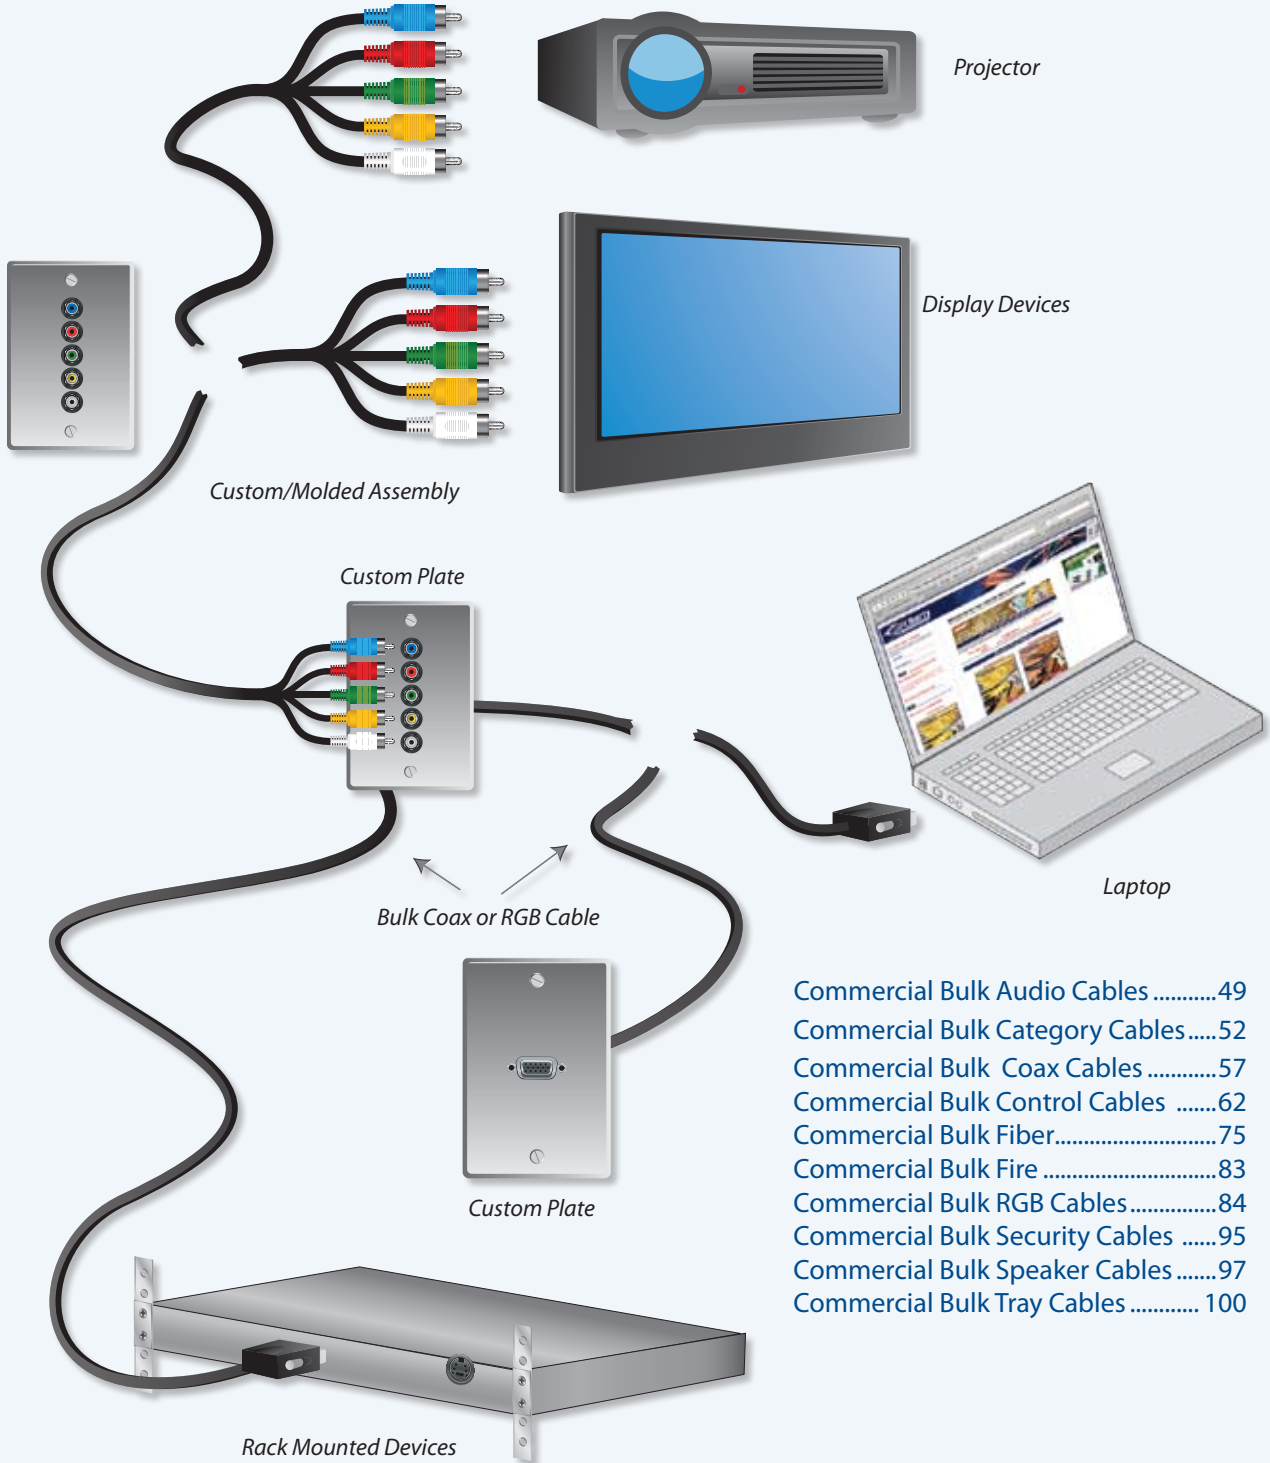 Projector
Display Devices
Custom/Molded Assembly
Custom Plate
Laptop
Bulk Coax or RGB Cable
Custom Plate
Rack Mounted Devices
Commercial Bulk Audio Cables ...........49
Commercial Bulk Category Cables.....52
Commercial Bulk  Coax Cables ............57
Commercial Bulk Control Cables .......62
Commercial Bulk Fiber............................75
Commercial Bulk Fire ..............................83
Commercial Bulk RGB Cables...............84
Commercial Bulk Security Cables ......95
Commercial Bulk Speaker Cables.......97
Commercial Bulk Tray Cables ............ 100